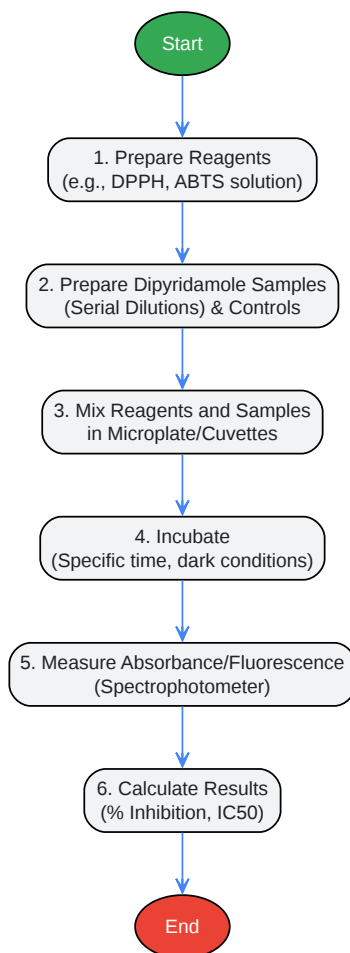 Start
1. Prepare Reagents
(e.g., DPPH, ABTS solution)
2. Prepare Dipyridamole Samples
(Serial Dilutions) & Controls
3. Mix Reagents and Samples
in Microplate/Cuvettes
4. Incubate
(Specific time, dark conditions)
5. Measure Absorbance/Fluorescence
(Spectrophotometer)
6. Calculate Results
(% Inhibition, IC50)
End